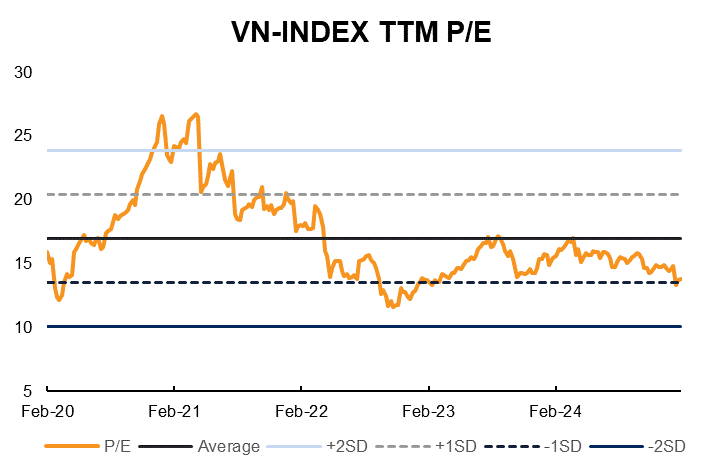 VN-INDEX TTM P/E
30
25
20
15
10
5
Feb-20 Feb-21 Feb-22 Feb-23 Feb-24
P/E Average +2SD +1SD -1SD -2SD